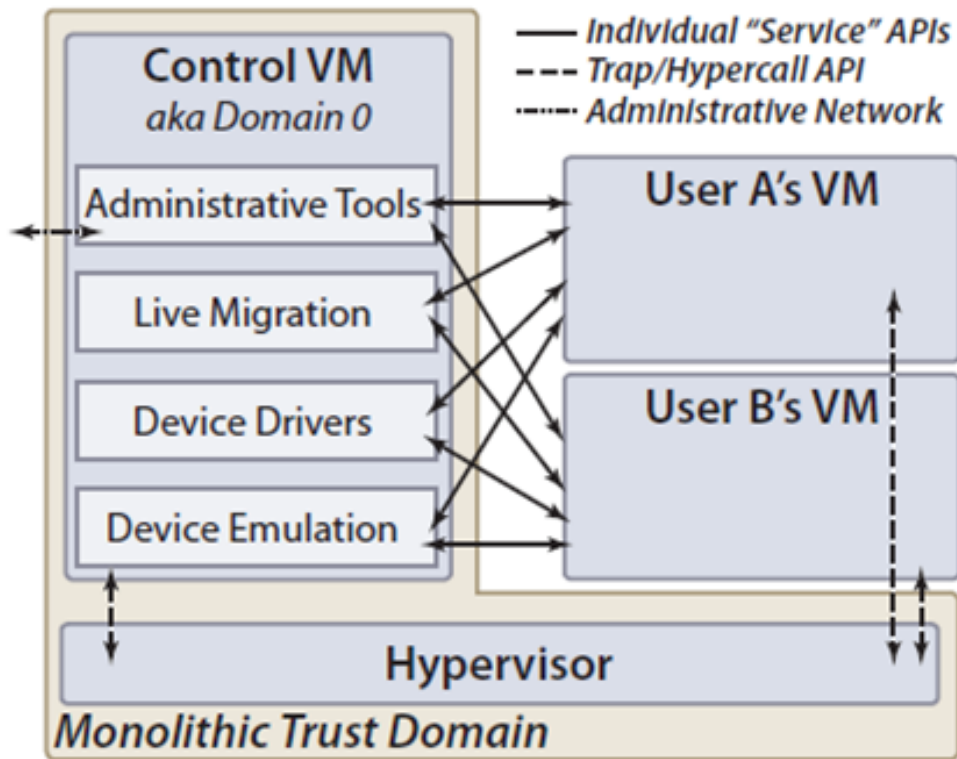 Individual “Service” APIs
Trap/Hypercall API
Administrative Network
Control VM
aka Domain 0
Administrative Tools
Live Migration
Device Drivers
Device Emulation
User A's VM
User B's VM
Hypervisor
Monolithic Trust Domain